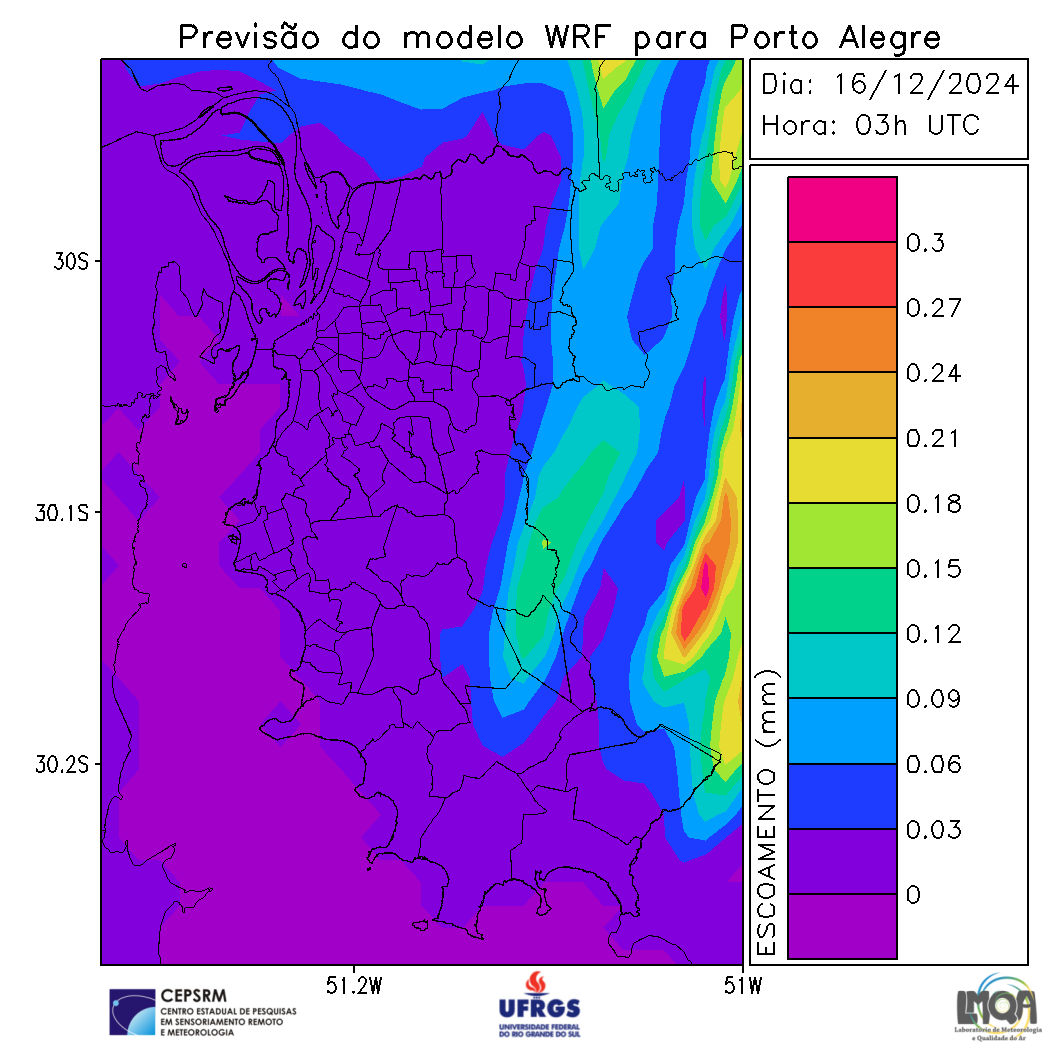 Previsão do modelo WRF para Porto Alegre
Dia: 16/12/2024
Hora: 03h UTC
30S
30.1S
30.2S
51.2W
51W
ESCOAMENTO (mm)
0.3
0.27
0.24
0.21
0.18
0.15
0.12
0.09
0.06
0.03
0
CEPSRM
CENTRO ESTADUAL DE PESQUISAS
EM SENSORIAMENTO REMOTO
E METEOROLOGIA
UFRGS
UNIVERSIDADE FEDERAL
DO RIO GRANDE DO SUL
LMQA
Laboratório de Meteorologia
e Qualidade do Ar